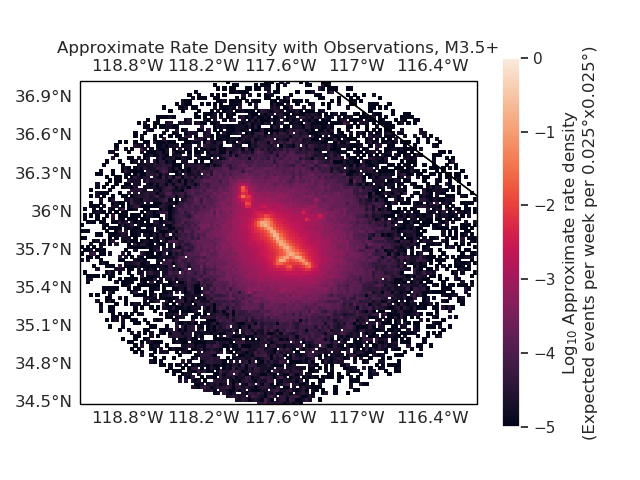 Approximate Rate Density with Observations, M3.5+
118.8°W 118.2°W 117.6°W 117°W 116.4°W
36.9°N
36.6°N
36.3°N
36°N
35.7°N
35.4°N
35.1°N
34.8°N
34.5°N
118.8°W 118.2°W 117.6°W 117°W 116.4°W
0
−1
−2
−3
−4
−5
Log₁₀ Approximate rate density
(Expected events per week per 0.025°x0.025°)